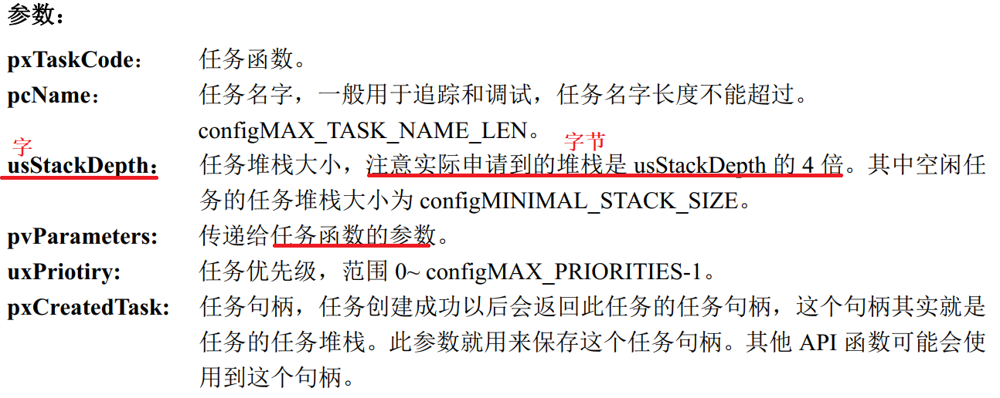 参数：
pxTaskCode： 任务函数。
pcName： 任务名字，一般用于追踪和调试，任务名字长度不能超过。
configMAX_TASK_NAME_LEN。
字 字节
usStackDepth： 任务堆栈大小，注意实际申请到的堆栈是 usStackDepth 的 4 倍。其中空闲任
务的任务堆栈大小为 configMINIMAL_STACK_SIZE。
pvParameters: 传递给任务函数的参数。
uxPriotiry: 任务优先级，范围 0~ configMAX_PRIORITIES-1。
pxCreatedTask: 任务句柄，任务创建成功以后会返回此任务的任务句柄，这个句柄其实就是
任务的任务堆栈。此参数就用来保存这个任务句柄。其他 API 函数可能会使
用到这个句柄。